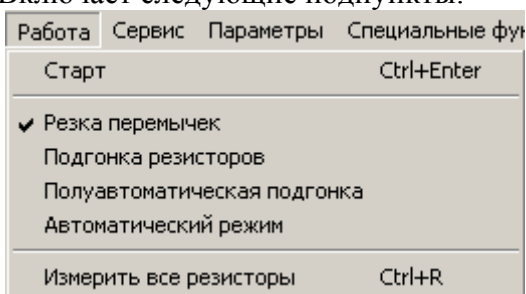 Включает следующие подпункты:
Работа Сервис Параметры Специальные фун
Старт Ctrl+Enter
Резка перемычек
Подгонка резисторов
Полуавтоматическая подгонка
Автоматический режим
Измерить все резисторы Ctrl+R